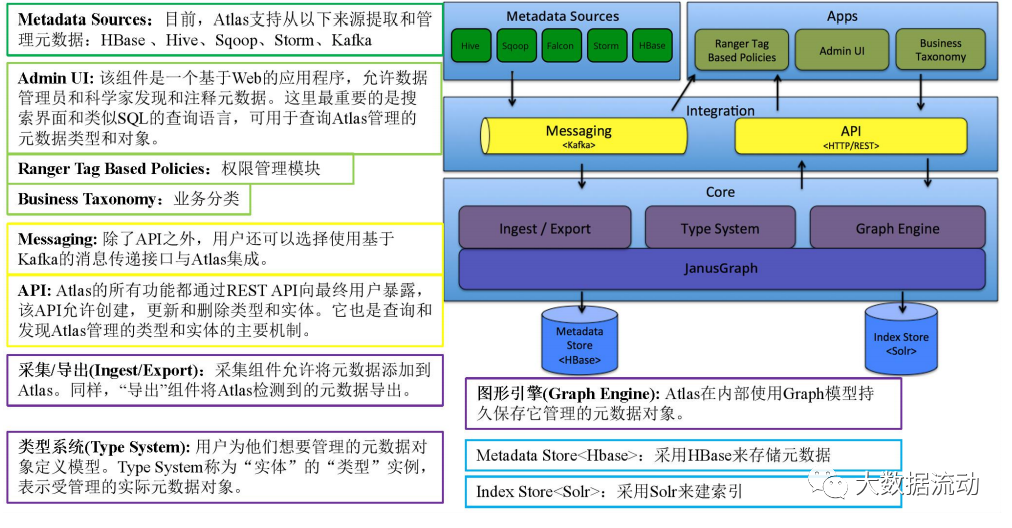 Metadata Sources：目前，Atlas支持从以下来源提取和管
理元数据：HBase 、Hive、Sqoop、Storm、Kafka
Admin UI: 该组件是一个基于Web的应用程序，允许数据
管理员和科学家发现和注释元数据。这里最重要的是搜
索界面和类似SQL的查询语言，可用于查询Atlas管理的
元数据类型和对象。
Ranger Tag Based Policies：权限管理模块
Business Taxonomy：业务分类
Messaging: 除了API之外，用户还可以选择使用基于
Kafka的消息传递接口与Atlas集成。
API: Atlas的所有功能都通过REST API向最终用户暴露，
该API允许创建，更新和删除类型和实体。它也是查询和
发现Atlas管理的类型和实体的主要机制。
采集/导出(Ingest/Export): 采集组件允许将元数据添加到
Atlas。同样，“导出”组件将Atlas检测到的元数据导出。
类型系统(Type System): 用户为他们想要管理的元数据对
象定义模型。Type System称为“实体”的“类型”实例，
表示受管理的实际元数据对象。
Metadata Sources
Hive
Sqoop
Falcon
Storm
HBase
Apps
Ranger Tag
Based Policies
Admin UI
Business
Taxonomy
Integration
Messaging
<Kafka>
API
<HTTP/REST>
Core
Ingest / Export
Type System
Graph Engine
JanusGraph
Metadata
Store
<HBase>
Index Store
<Solr>
图形引擎(Graph Engine): Atlas在内部使用Graph模型持
久保存它管理的元数据对象。
Metadata Store<Hbase>：采用HBase来存储元数据
Index Store<Solr>：采用Solr来建索引
大数据流动